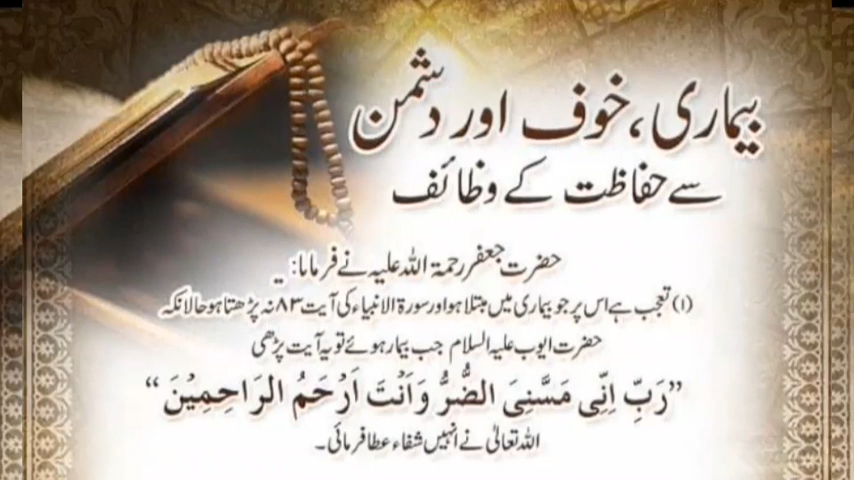 بیماری، خوف اور دشمن
سے حفاظت کے وظائف
حضرت جعفر رحمۃ اللہ علیہ نے فرمایا:
(۱) تعجب ہے اس پر جو بیماری میں مبتلا ہو اور سورۃ الانبیاء کی آیت ۸۳ نہ پڑھتا ہو حالانکہ
حضرت ایوب علیہ السلام جب بیمار ہوئے تو یہ آیت پڑھی
”رَبِّ اِنِّی مَسَّنِیَ الضُّرُّ وَاَنْتَ اَرْحَمُ الرَاحِمِیْنَ“
اللہ تعالیٰ نے انہیں شفاء عطا فرمائی۔